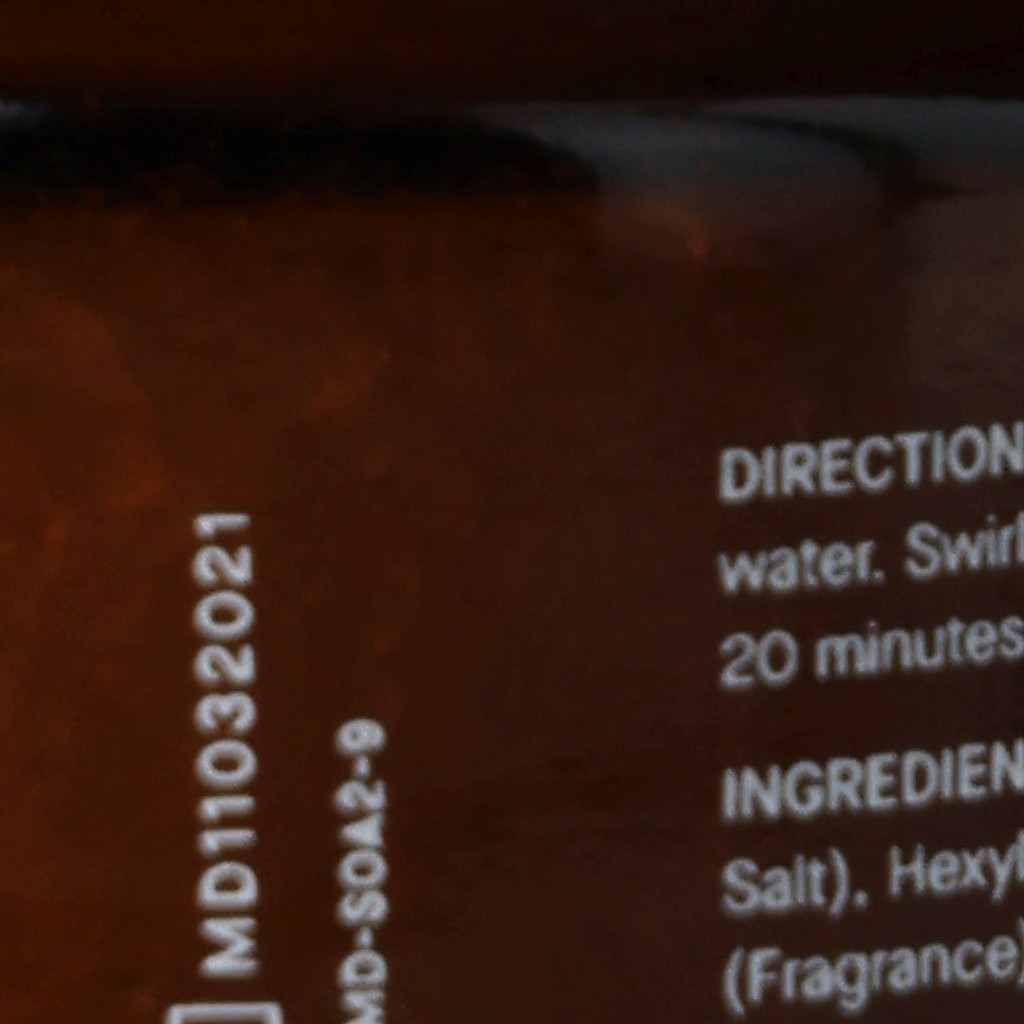 MD11032021
MD-SOA2-9
DIRECTION
water. Swirl
20 minutes
INGREDIEN
Salt), Hexyl
(Fragrance)